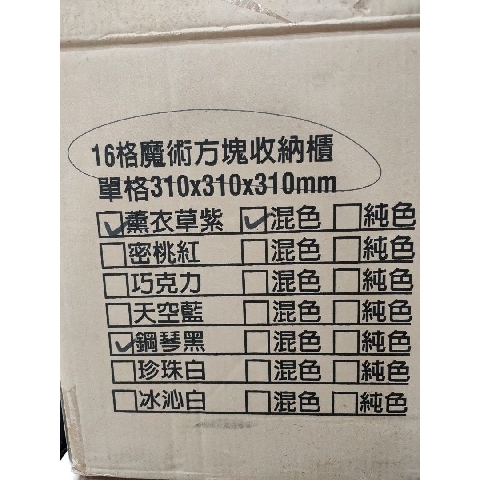 16格魔術方塊收納櫃
單格310x310x310mm
薰衣草紫 混色 純色
密桃紅 混色 純色
巧克力 混色 純色
天空藍 混色 純色
鋼琴黑 混色 純色
珍珠白 混色 純色
冰沁白 混色 純色